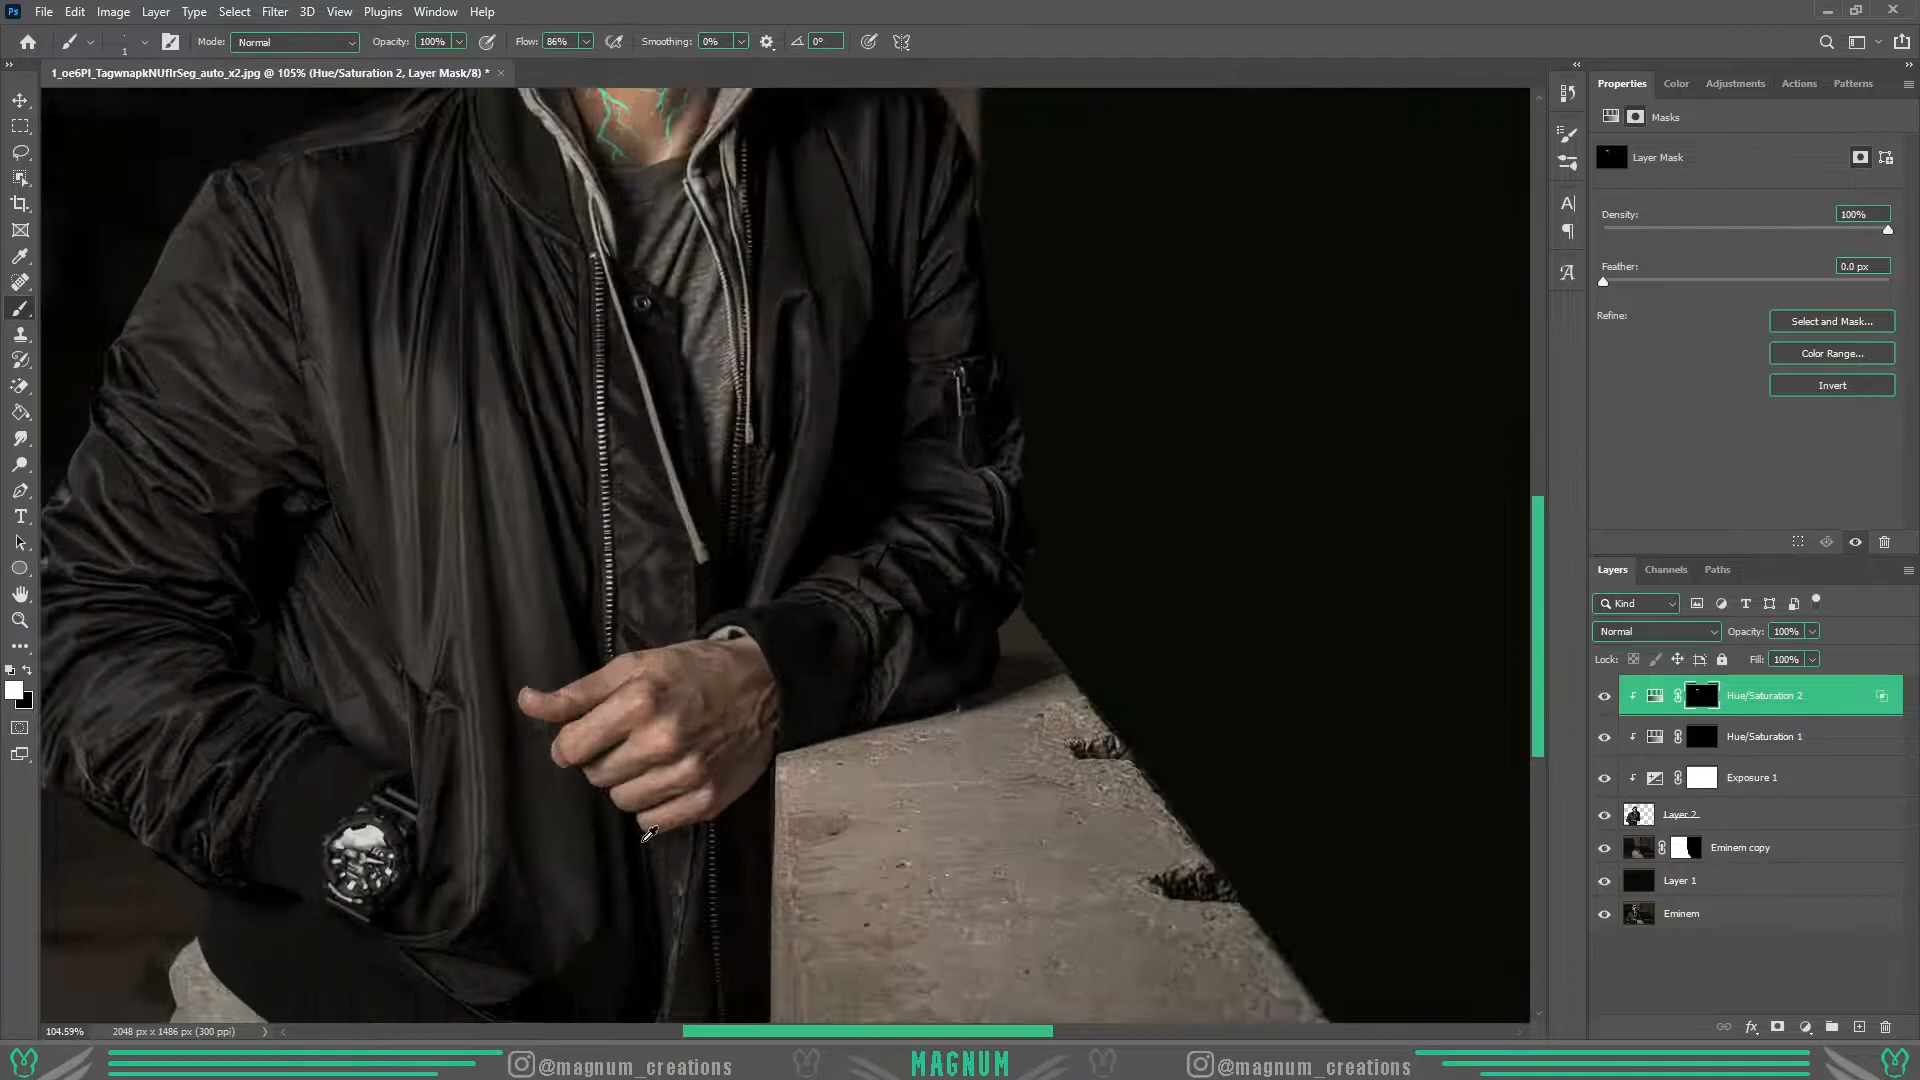 File Edit Image Layer Type Select Filter 3D View Plugins Window Help
1 Mode: Normal Opacity: 100% Flow: 86% Smoothing: 0% 0°
1_oe6Pl_TagwnapkNUfIrSeg_auto_x2.jpg @ 105% (Hue/Saturation 2, Layer Mask/8) *
Properties Color Adjustments Actions Patterns
Masks
Layer Mask
Density: 100%
Feather: 0.0 px
Refine:
Select and Mask...
Color Range...
Invert
Layers Channels Paths
Kind
Normal Opacity: 100%
Lock: Fill: 100%
Hue/Saturation 2
Hue/Saturation 1
Exposure 1
Layer 2
Eminem copy
Layer 1
Eminem
104.59% 2048 px x 1486 px (300 ppi)
@magnum_creations MAGNUM @magnum_creations